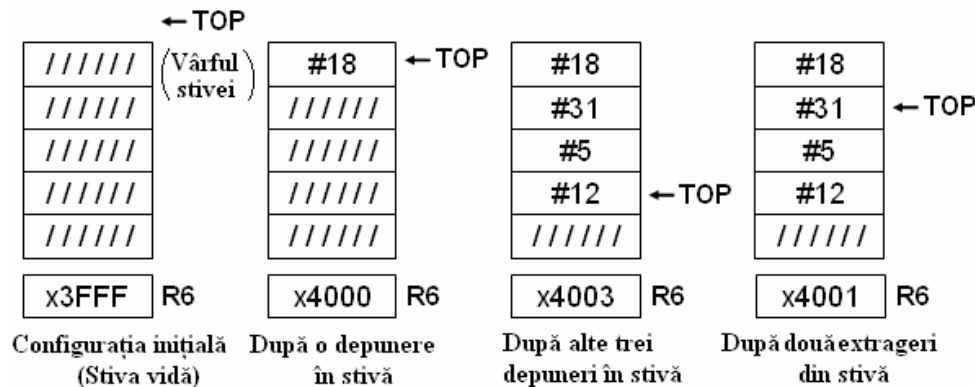 ← TOP
(Vârful stivei)
//////
//////
//////
//////
//////
x3FFF R6
Configurația inițială
(Stiva vidă)
#18 ← TOP
//////
//////
//////
//////
x4000 R6
După o depunere
în stivă
#18
#31
#5
#12 ← TOP
//////
x4003 R6
După alte trei
depuneri în stivă
#18
#31 ← TOP
#5
#12
//////
x4001 R6
După două extrageri
din stivă